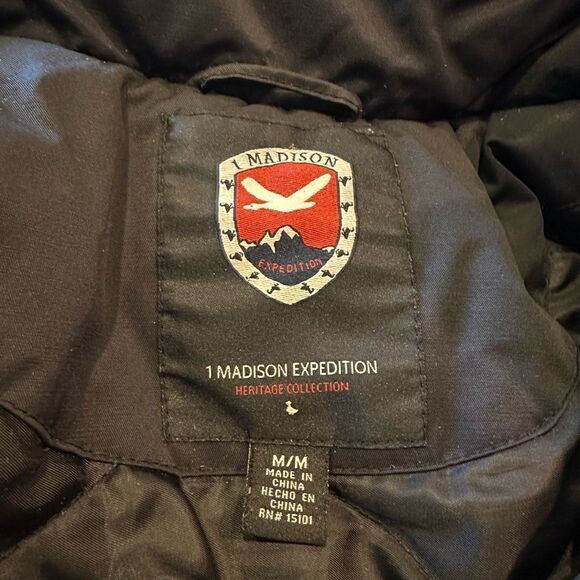 1 MADISON
EXPEDITION
1 MADISON EXPEDITION
HERITAGE COLLECTION
M/M
MADE IN
CHINA
HECHO EN
CHINA
RN# 15101